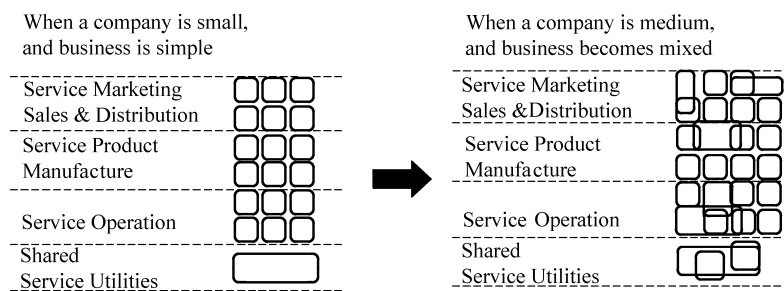 When a company is small,
and business is simple
Service Marketing
Sales & Distribution
Service Product
Manufacture
Service Operation
Shared
Service Utilities
When a company is medium,
and business becomes mixed
Service Marketing
Sales &Distribution
Service Product
Manufacture
Service Operation
Shared
Service Utilities